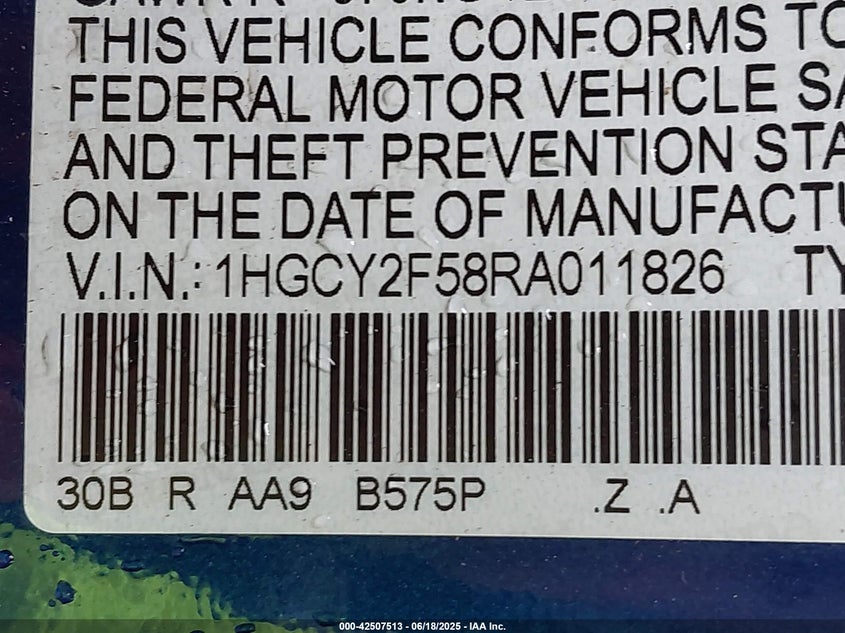 THIS VEHICLE CONFORMS TO
FEDERAL MOTOR VEHICLE SA
AND THEFT PREVENTION STA
ON THE DATE OF MANUFACTU
V.I.N.: 1HGCY2F58RA011826 TY
30B R AA9 B575P .Z .A
000-42507513 - 06/18/2025 - IAA Inc.